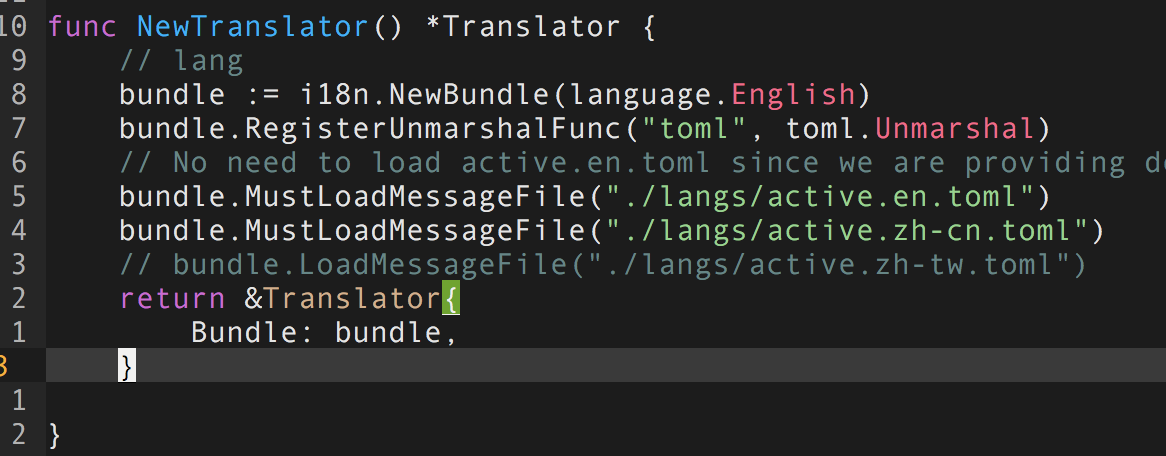 10 func NewTranslator() *Translator {
9 // lang
8 bundle := i18n.NewBundle(language.English)
7 bundle.RegisterUnmarshalFunc("toml", toml.Unmarshal)
6 // No need to load active.en.toml since we are providing
5 bundle.MustLoadMessageFile("./langs/active.en.toml")
4 bundle.MustLoadMessageFile("./langs/active.zh-cn.toml")
3 // bundle.LoadMessageFile("./langs/active.zh-tw.toml")
2 return &Translator{
1 Bundle: bundle,
3 }
1
2 }